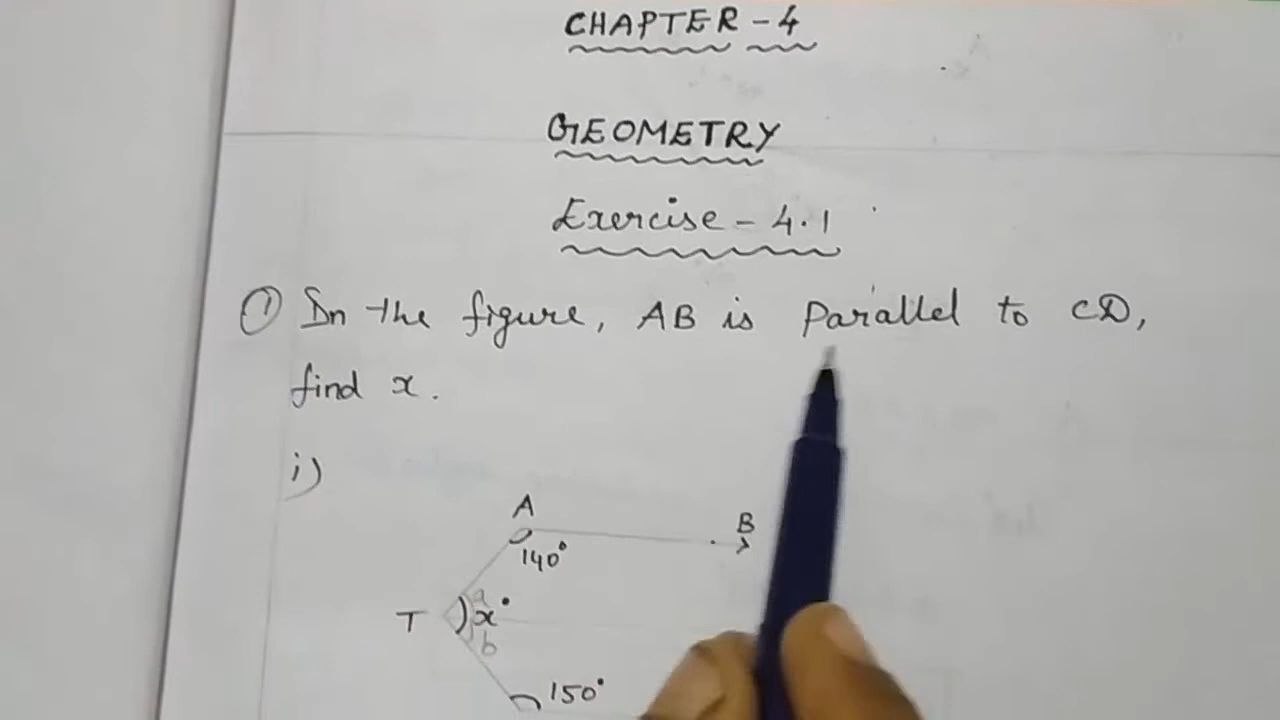 CHAPTER - 4
GEOMETRY
Exercise - 4.1
① In the figure, AB is Parallel to CD,
find x.
i)
A
B
140°
a
T
x°
b
150°